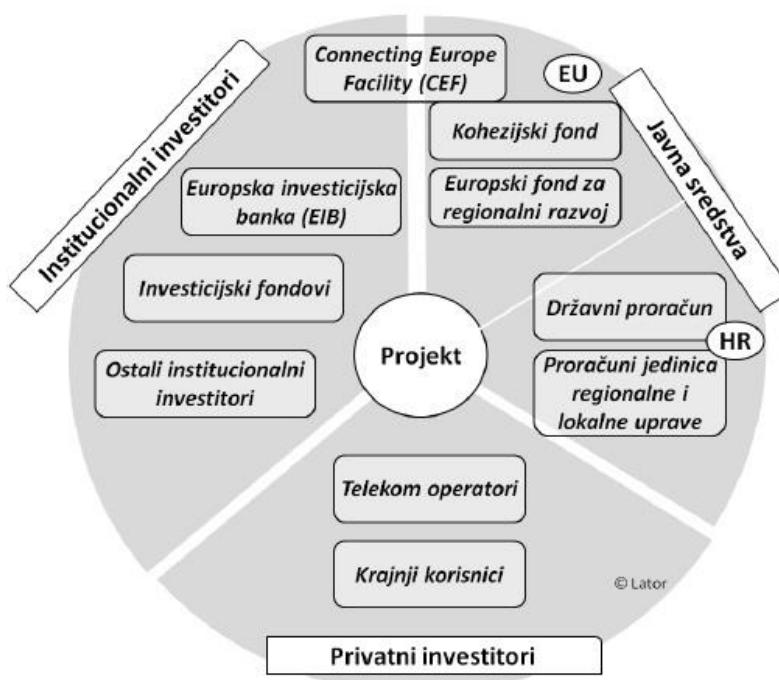 Institucionalni investitori
Connecting Europe
Facility (CEF)
EU
Kohezijski fond
Javna sredstva
Europska investicijska
banka (EIB)
Europski fond za
regionalni razvoj
Investicijski fondovi
Državni proračun
HR
Projekt
Ostali institucionalni
investitori
Proračuni jedinica
regionalne i
lokalne uprave
Telekom operatori
Krajnji korisnici
© Lator
Privatni investitori